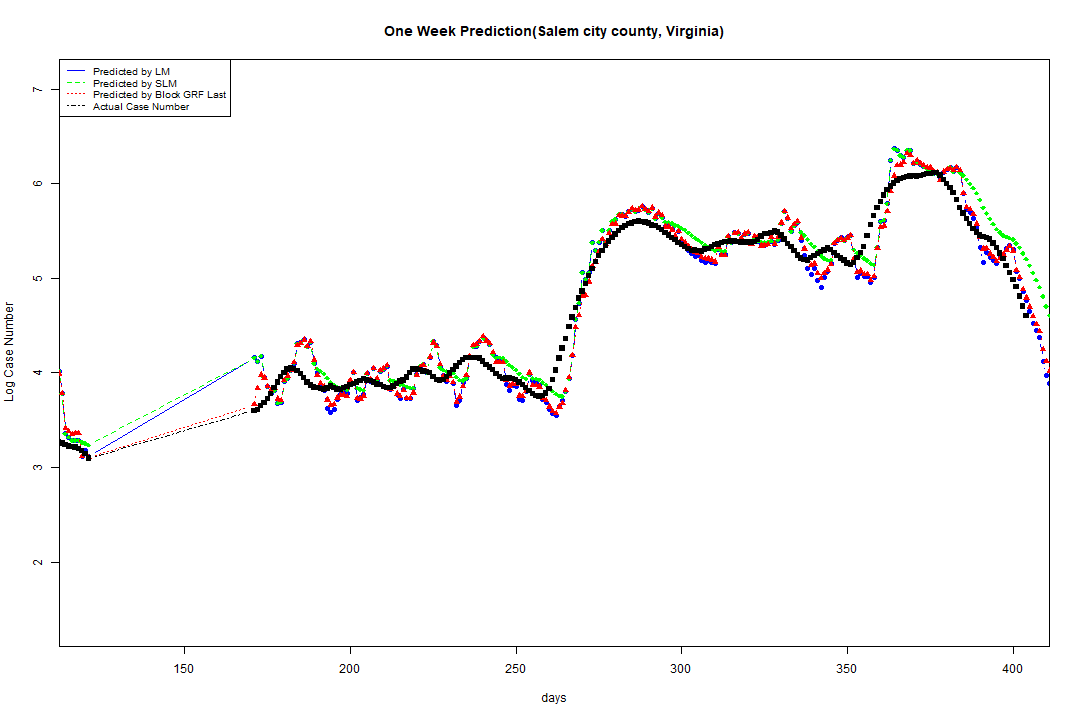 One Week Prediction(Salem city county, Virginia)
Predicted by LM
Predicted by SLM
Predicted by Block GRF Last
Actual Case Number
7
6
5
4
3
2
Log Case Number
150 200 250 300 350 400
days